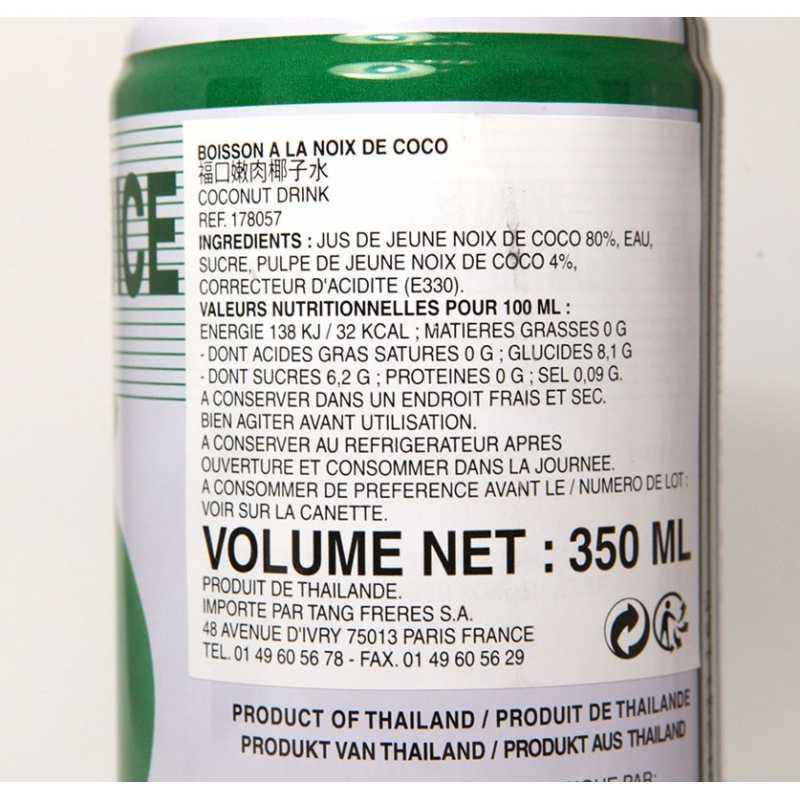 ICE
BOISSON A LA NOIX DE COCO
福口嫩肉椰子水
COCONUT DRINK
REF. 178057
INGREDIENTS : JUS DE JEUNE NOIX DE COCO 80%, EAU,
SUCRE, PULPE DE JEUNE NOIX DE COCO 4%,
CORRECTEUR D'ACIDITE (E330).
VALEURS NUTRITIONNELLES POUR 100 ML :
ENERGIE 138 KJ / 32 KCAL ; MATIERES GRASSES 0 G
- DONT ACIDES GRAS SATURES 0 G ; GLUCIDES 8,1 G
- DONT SUCRES 6,2 G ; PROTEINES 0 G ; SEL 0,09 G.
A CONSERVER DANS UN ENDROIT FRAIS ET SEC.
BIEN AGITER AVANT UTILISATION.
A CONSERVER AU REFRIGERATEUR APRES
OUVERTURE ET CONSOMMER DANS LA JOURNEE.
A CONSOMMER DE PREFERENCE AVANT LE / NUMERO DE LOT :
VOIR SUR LA CANETTE.
VOLUME NET : 350 ML
PRODUIT DE THAILANDE.
IMPORTE PAR TANG FRERES S.A.
48 AVENUE D'IVRY 75013 PARIS FRANCE
TEL. 01 49 60 56 78 - FAX. 01 49 60 56 29
PRODUCT OF THAILAND / PRODUIT DE THAILANDE
PRODUKT VAN THAILAND / PRODUKT AUS THAILAND
PAR: